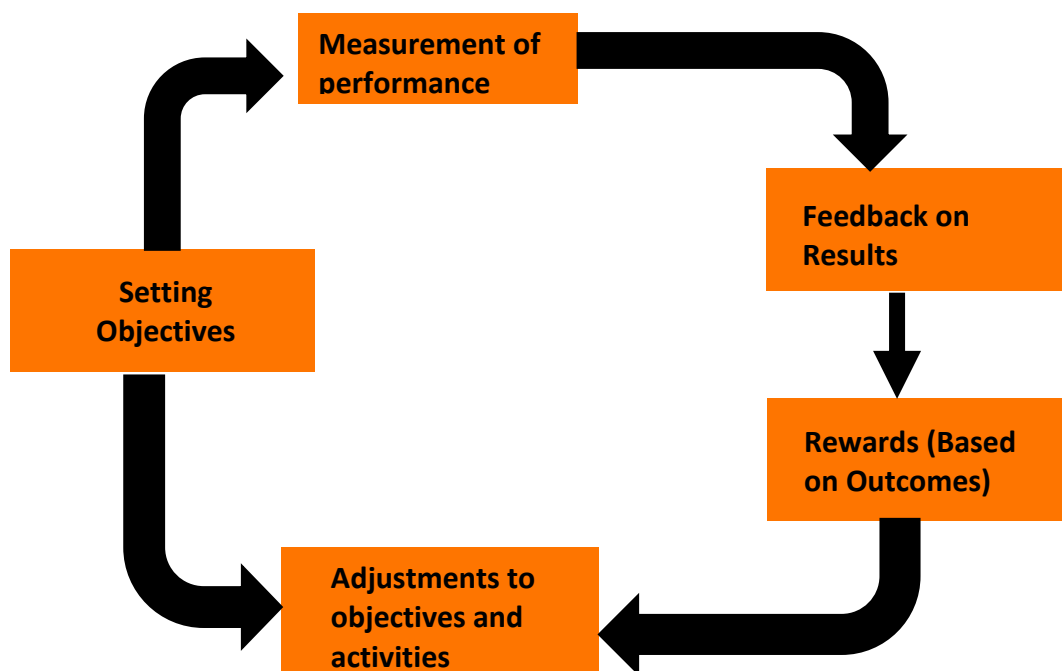 Measurement of
performance
Feedback on
Results
Setting
Objectives
Rewards (Based
on Outcomes)
Adjustments to
objectives and
activities